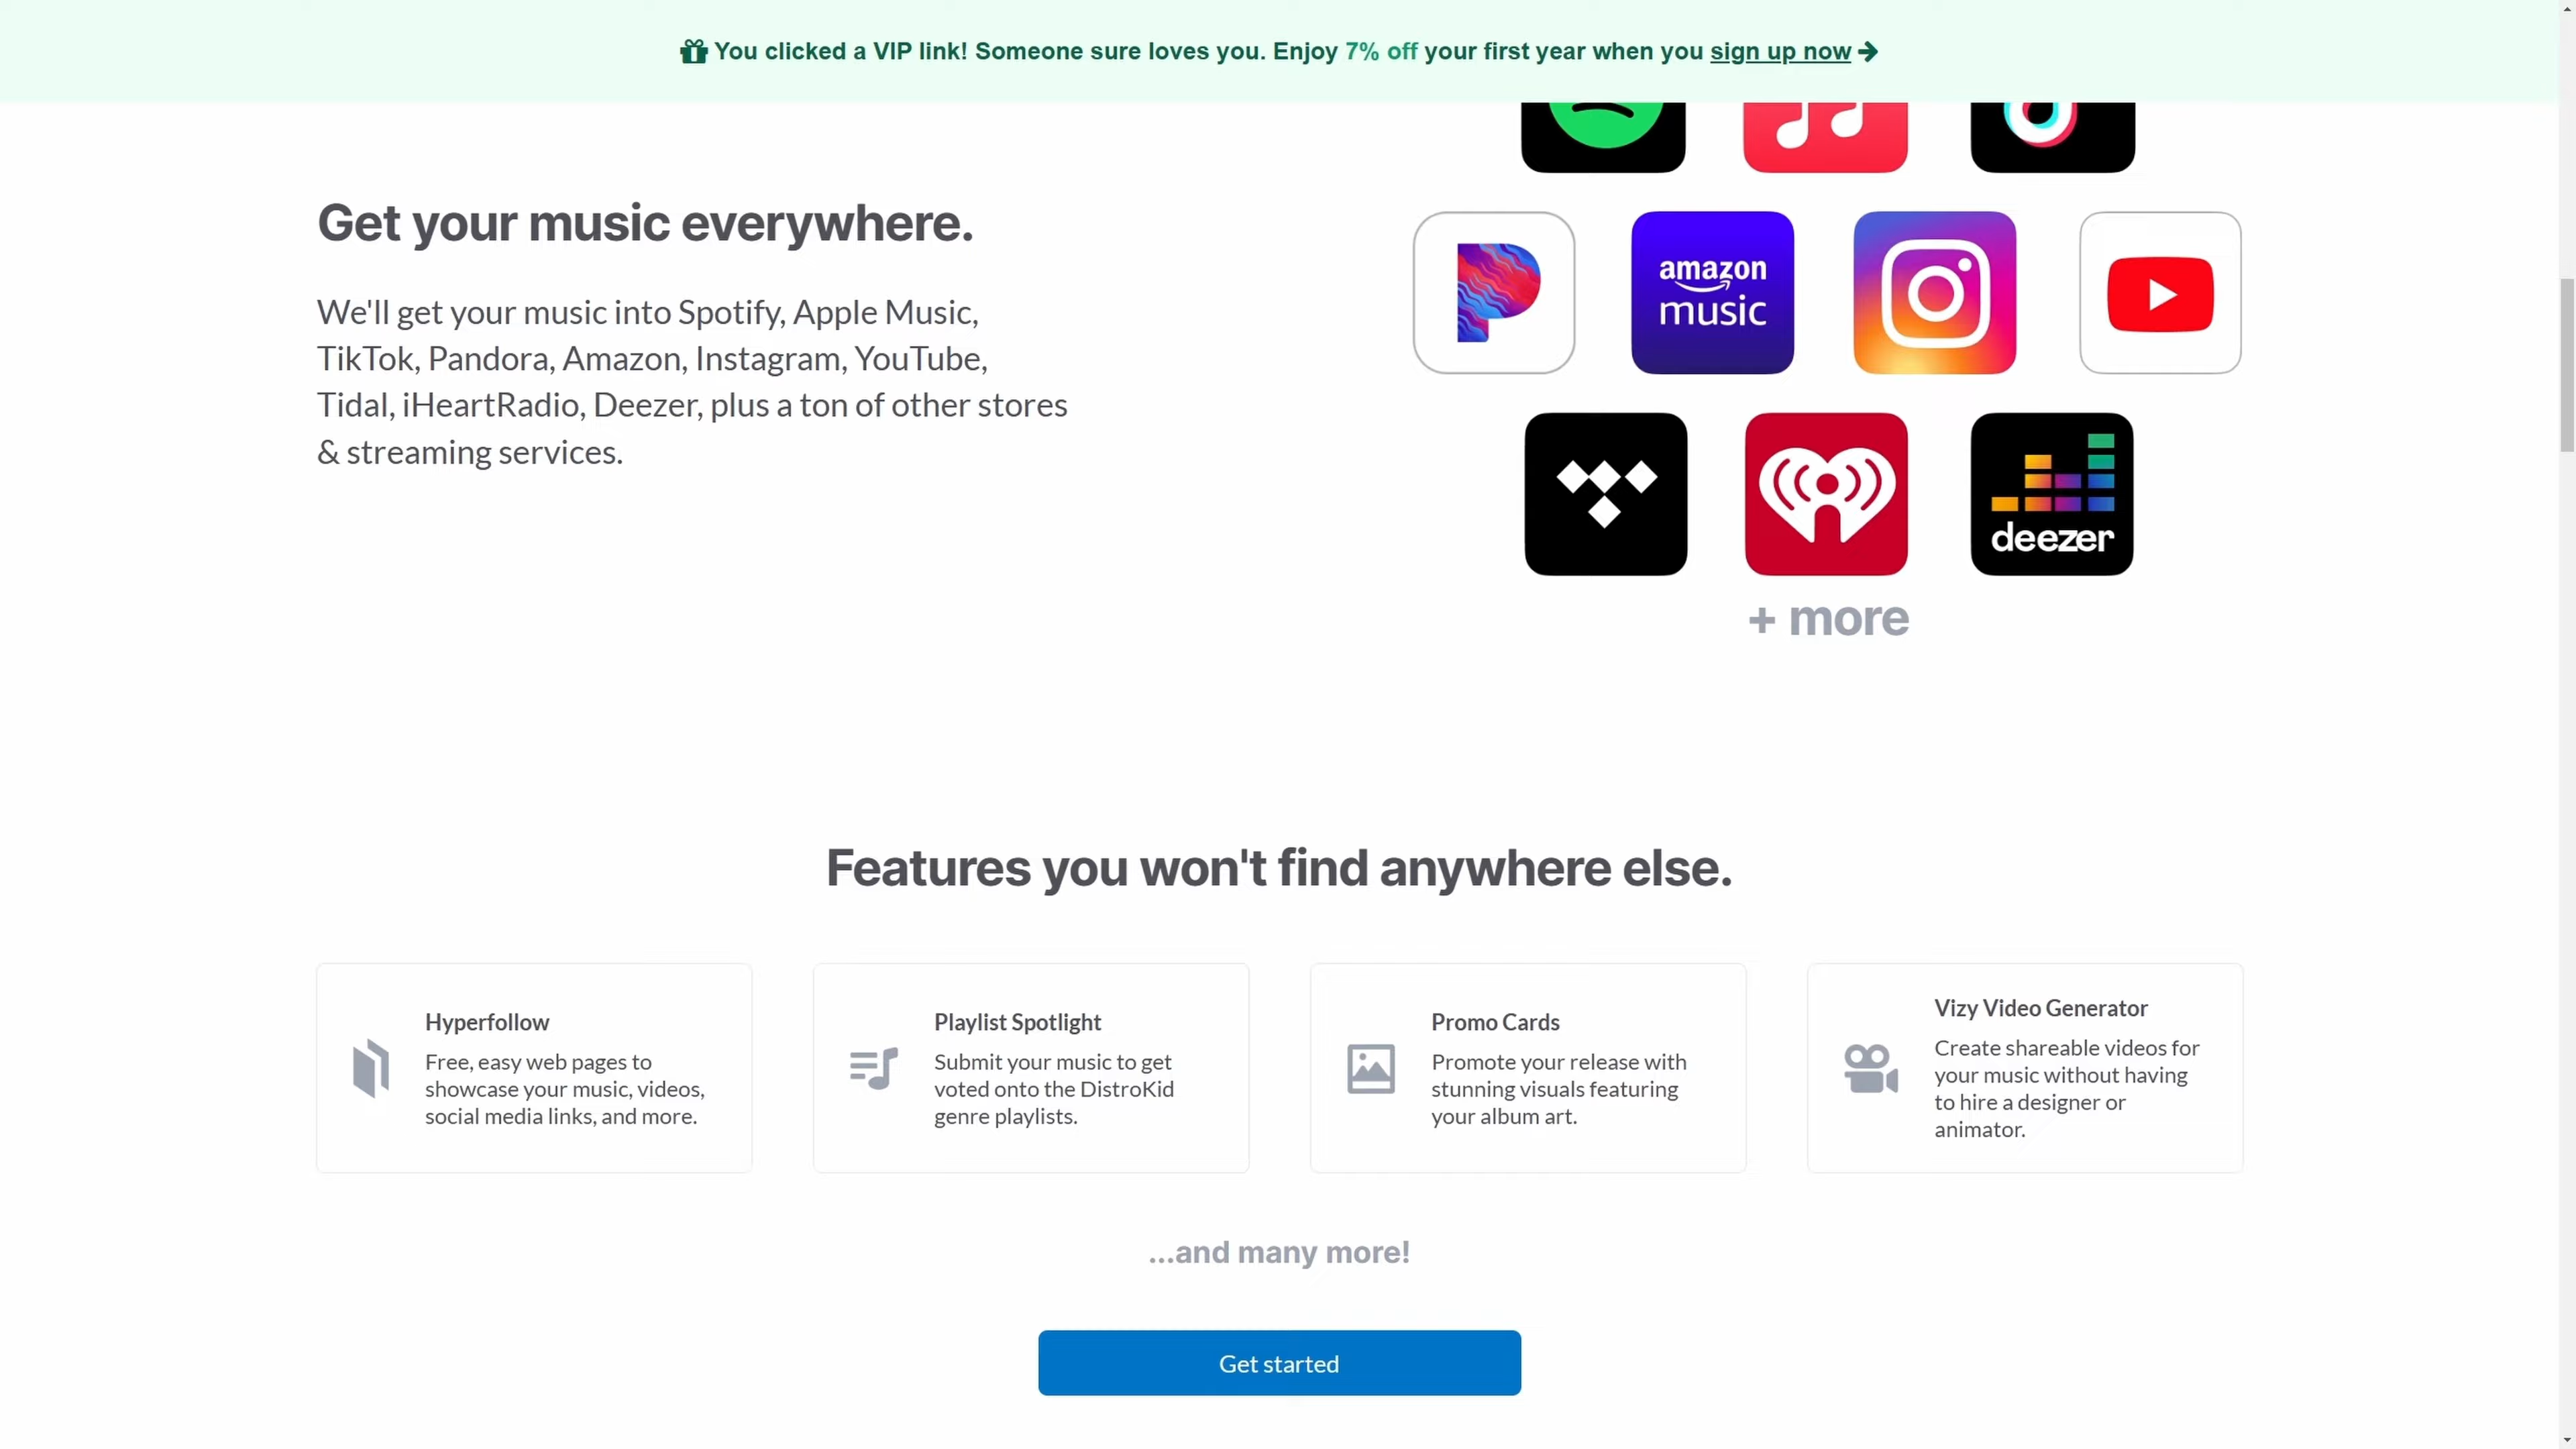 You clicked a VIP link! Someone sure loves you. Enjoy 7% off your first year when you sign up now
Get your music everywhere.
We'll get your music into Spotify, Apple Music,
TikTok, Pandora, Amazon, Instagram, YouTube,
Tidal, iHeartRadio, Deezer, plus a ton of other stores
& streaming services.
amazon
music
deezer
+ more
Features you won't find anywhere else.
Hyperfollow
Free, easy web pages to
showcase your music, videos,
social media links, and more.
Playlist Spotlight
Submit your music to get
voted onto the DistroKid
genre playlists.
Promo Cards
Promote your release with
stunning visuals featuring
your album art.
Vizy Video Generator
Create shareable videos for
your music without having
to hire a designer or
animator.
...and many more!
Get started